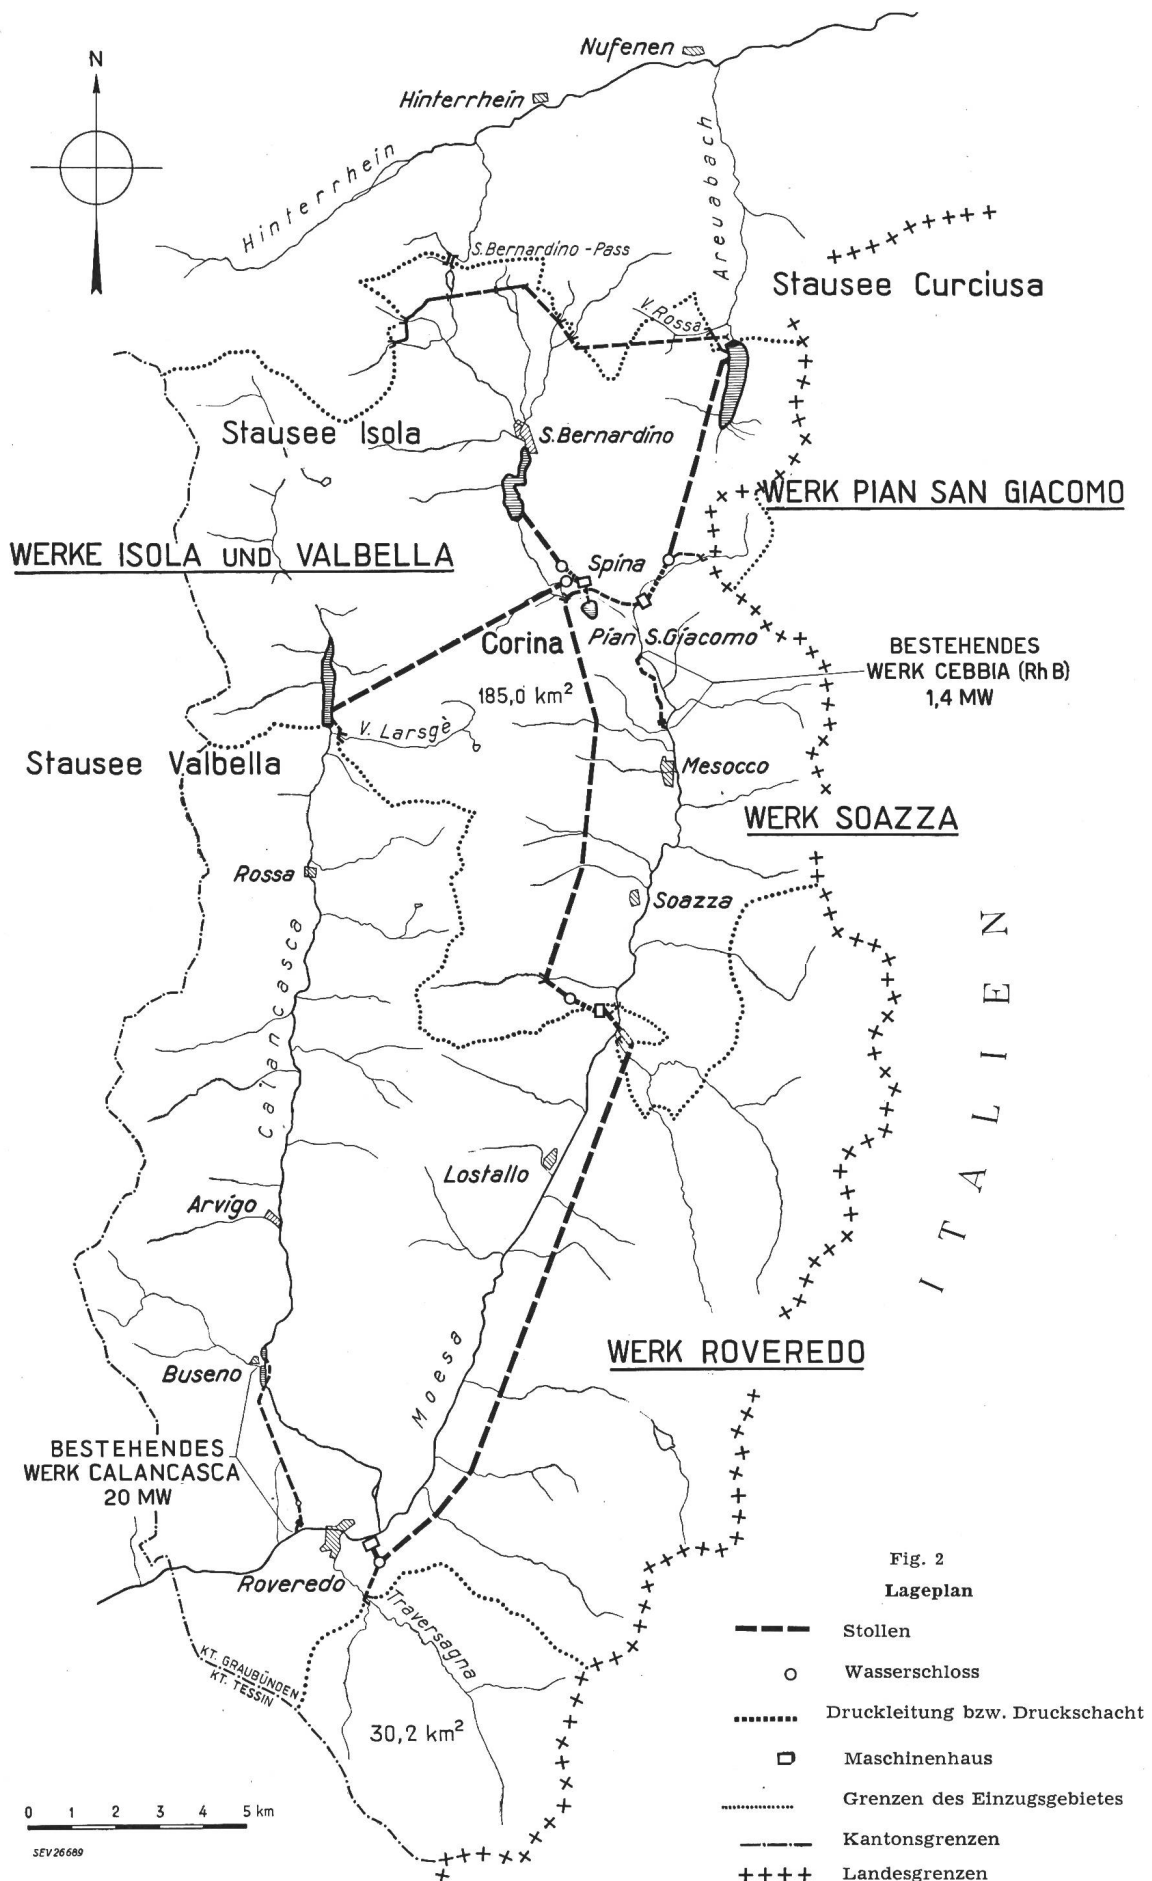 Nufenen
N
Hinterrhein
Hinterrhein
Areuabach
S. Bernardino - Pass
Stausee Curciusa
V. Rossa
Stausee Isola
S. Bernardino
WERK PIAN SAN GIACOMO
WERKE ISOLA UND VALBELLA
Spina
Corina
Pian S. Giacomo
BESTEHENDES
WERK CEBBIA (Rh B)
1,4 MW
185,0 km²
V. Larsgè
Stausee Valbella
Mesocco
WERK SOAZZA
Rossa
Soazza
Calancasca
ITALIEN
Lostallo
Arvigo
WERK ROVEREDO
Buseno
Moesa
BESTEHENDES
WERK CALANCASCA
20 MW
Roveredo
Traversagna
KT. GRAUBÜNDEN
KT. TESSIN
30,2 km²
Fig. 2
Lageplan
Stollen
Wasserschloss
Druckleitung bzw. Druckschacht
Maschinenhaus
Grenzen des Einzugsgebietes
Kantonsgrenzen
Landesgrenzen
0 1 2 3 4 5 km
SEV 26689